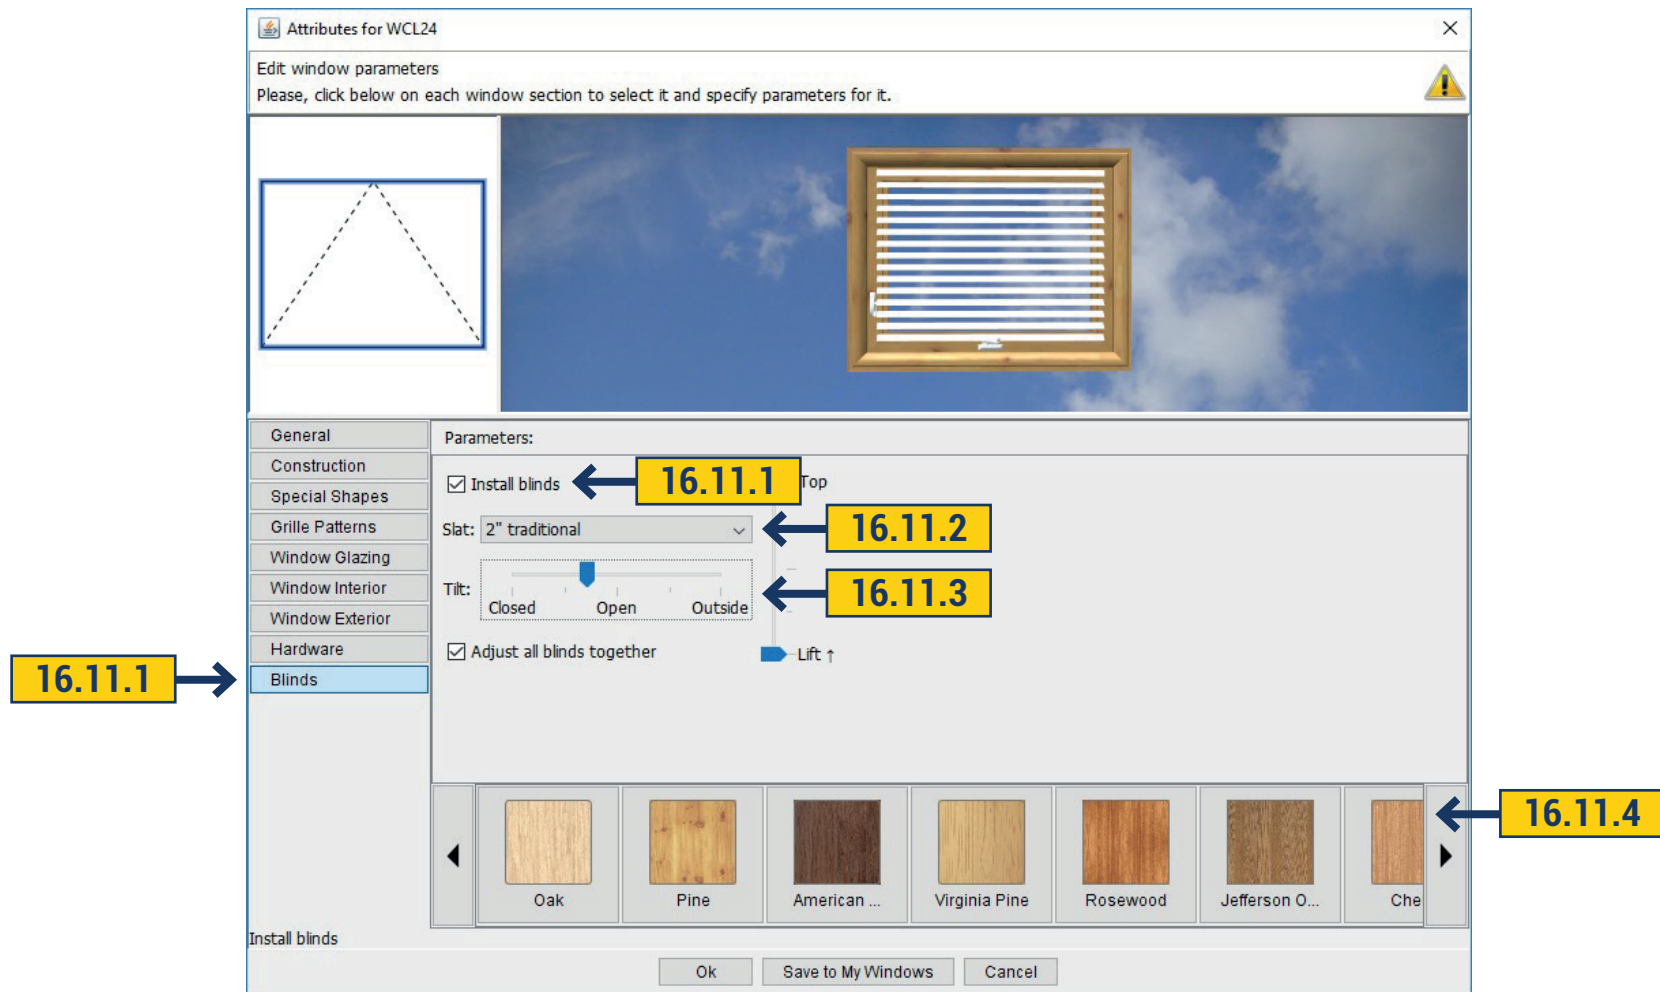 Attributes for WCL24
Edit window parameters
Please, click below on each window section to select it and specify parameters for it.
General
Construction
Special Shapes
Grille Patterns
Window Glazing
Window Interior
Window Exterior
Hardware
Blinds
16.11.1
Parameters:
Install blinds
16.11.1
Top
Slat: 2" traditional
16.11.2
Tilt:
Closed Open Outside
16.11.3
Adjust all blinds together
Lift ↑
16.11.4
Oak Pine American ... Virginia Pine Rosewood Jefferson O... Che
Install blinds
Ok Save to My Windows Cancel